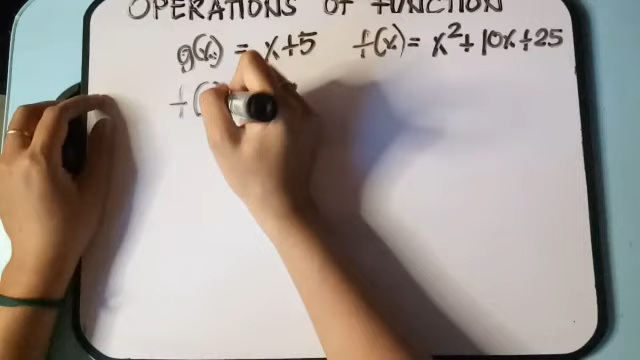 OPERATIONS OF FUNCTION
g(x) = x+5 f(x) = x²+10x+25
f(